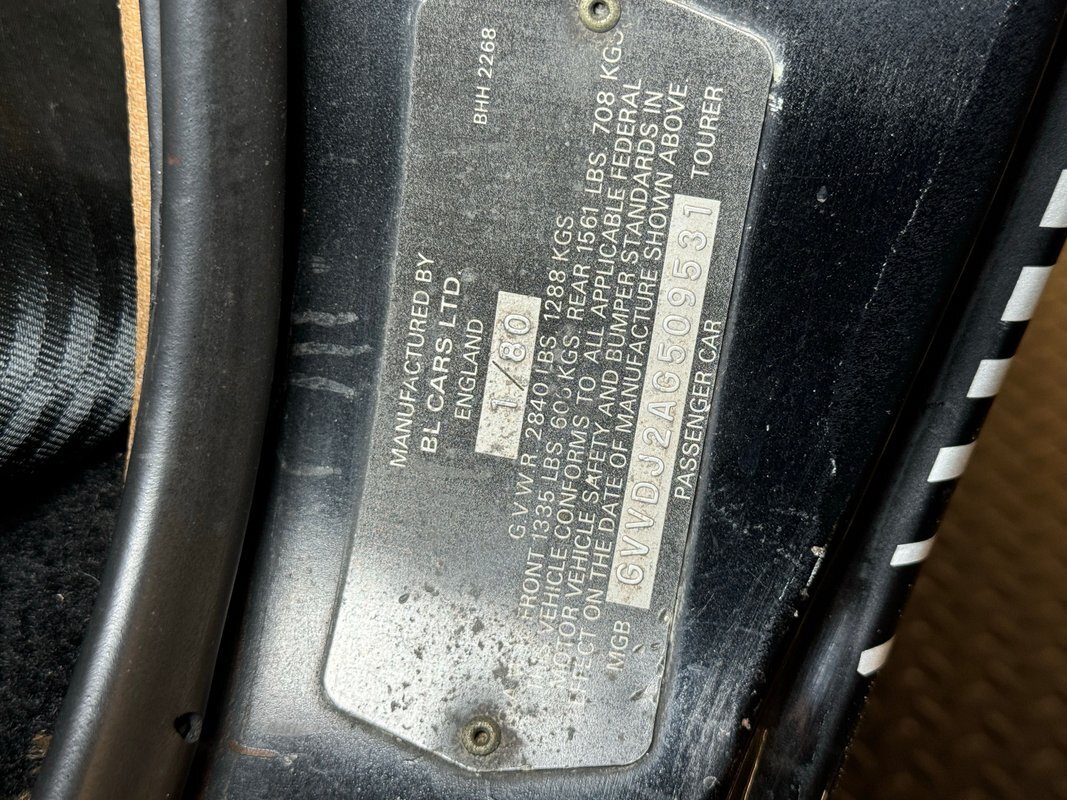 BHH 2268
MANUFACTURED BY
BL CARS LTD
ENGLAND
1/80
G.V.W.R 2840 LBS 1288 KGS
FRONT 1335 LBS 606 KGS REAR 1561 LBS 708 KGS
THIS VEHICLE CONFORMS TO ALL APPLICABLE FEDERAL
MOTOR VEHICLE SAFETY AND BUMPER STANDARDS IN
EFFECT ON THE DATE OF MANUFACTURE SHOWN ABOVE.
MGB GVVDJ2AG509531 TOURER
PASSENGER CAR